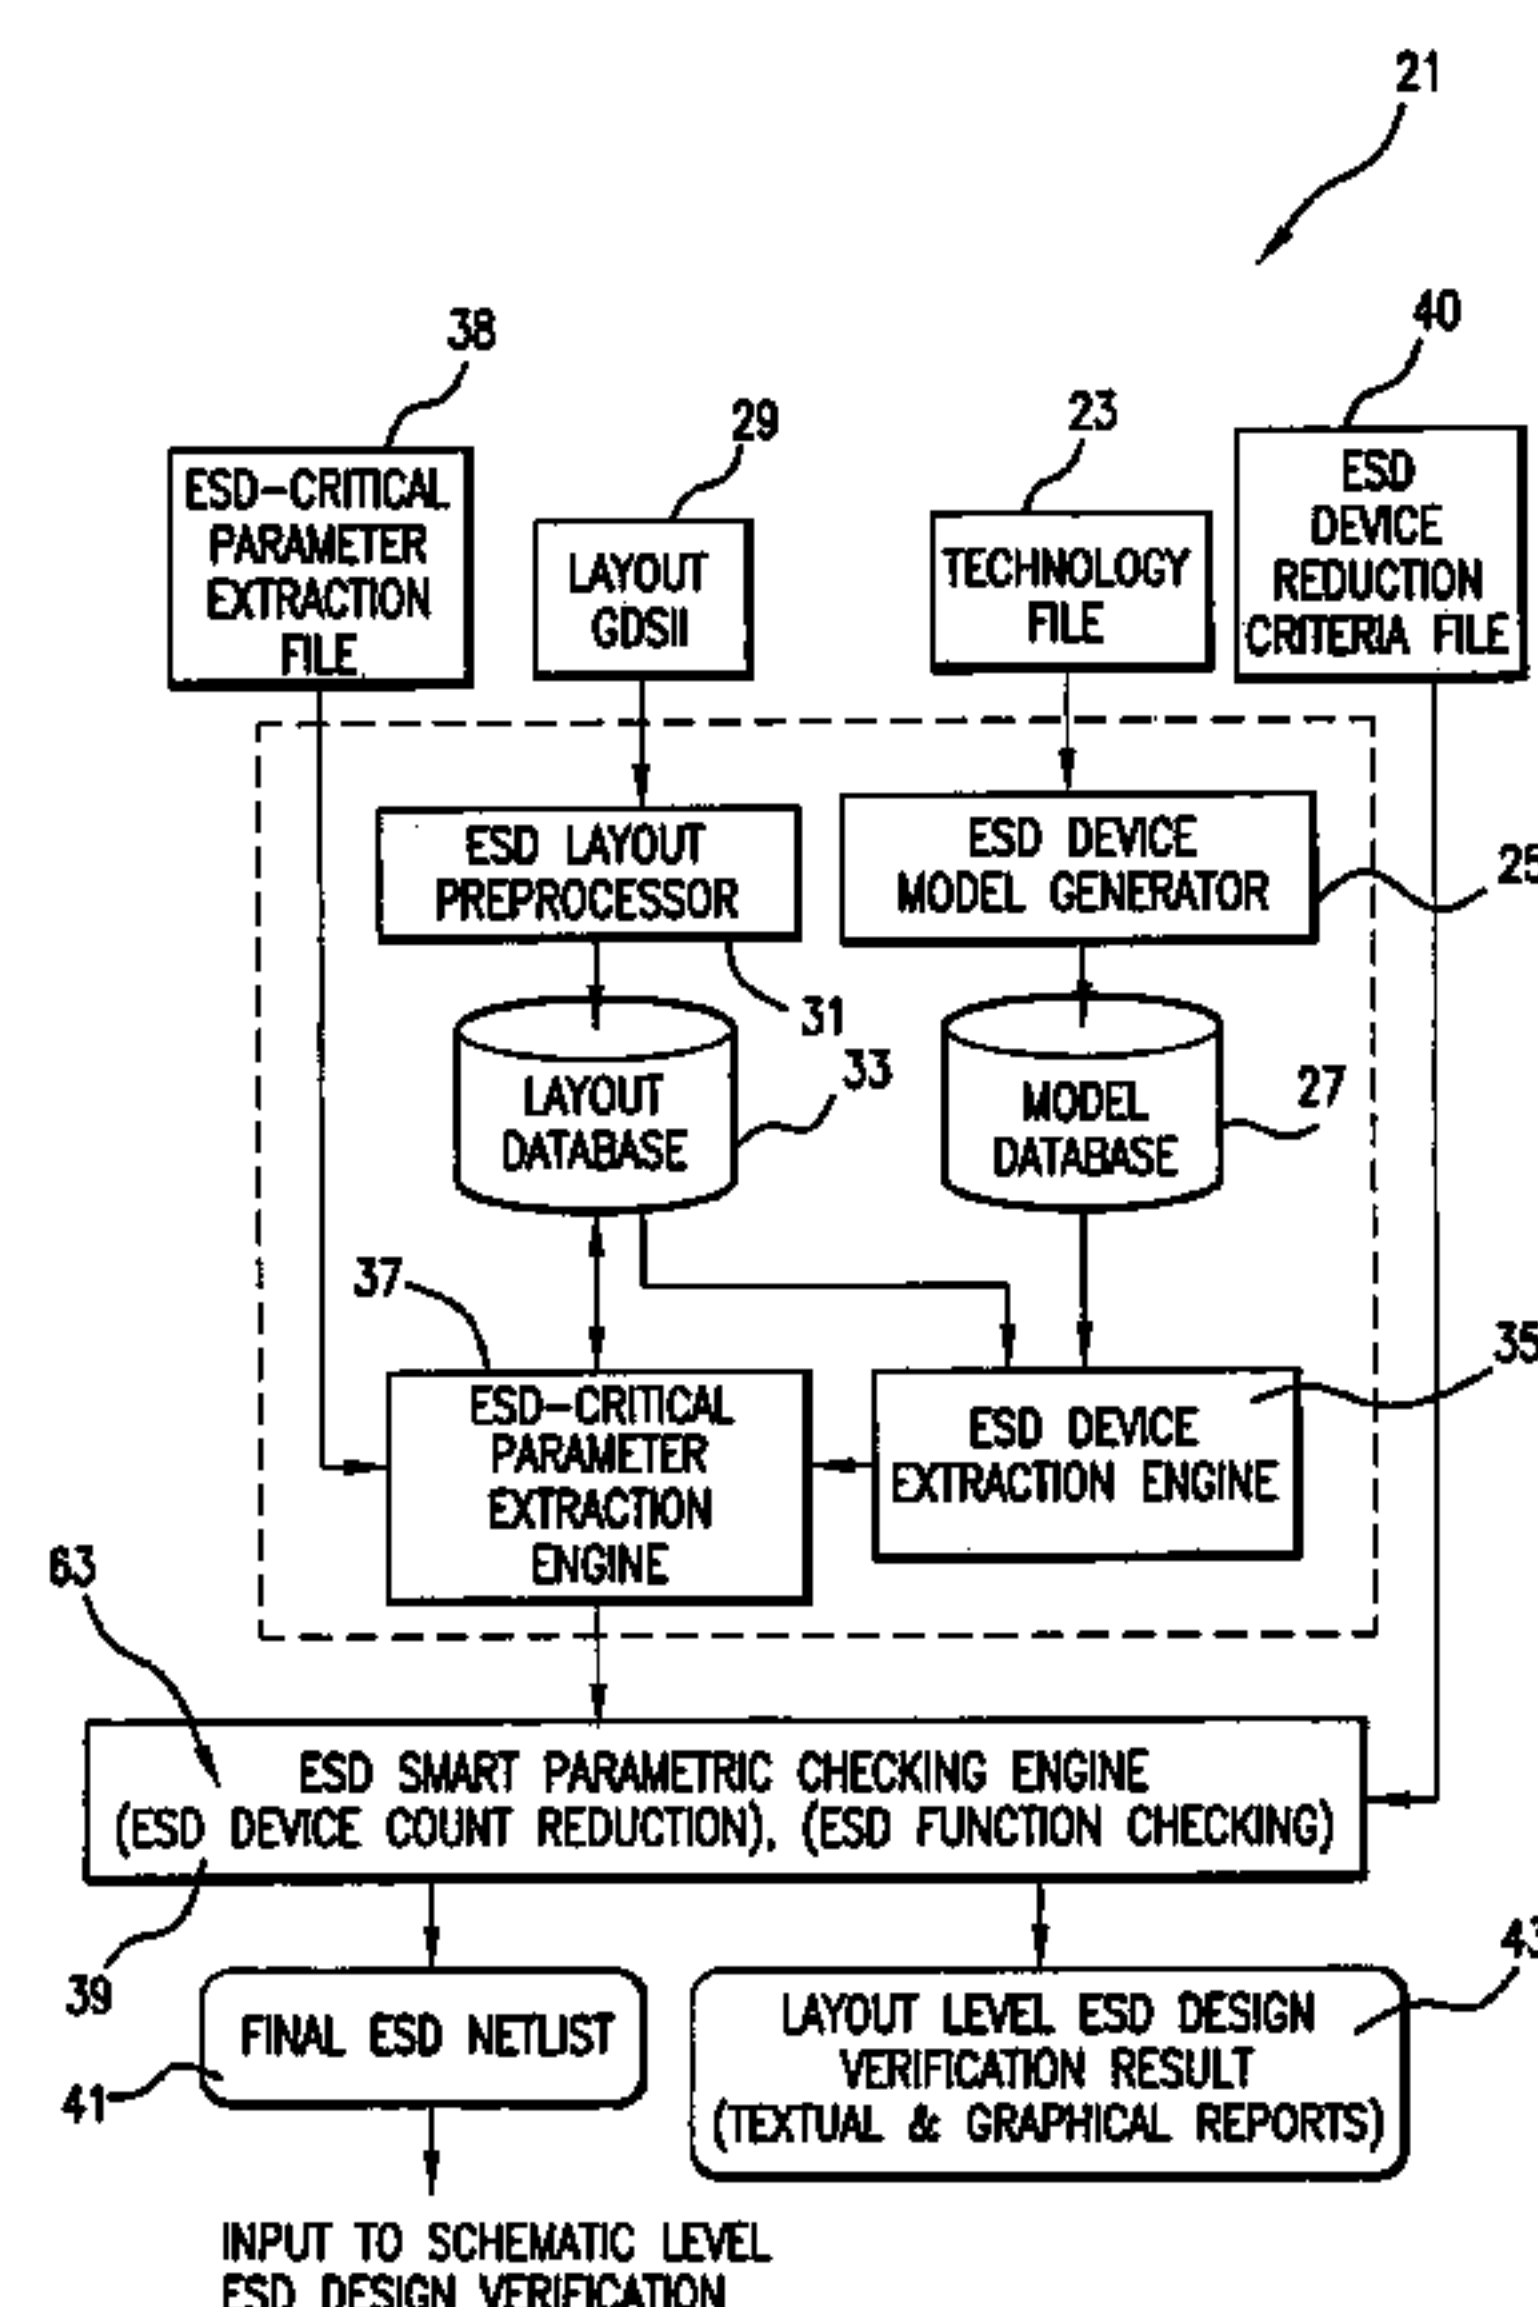 21
38
ESD-CRITICAL
PARAMETER
EXTRACTION
FILE
29
LAYOUT
GDSII
23
TECHNOLOGY
FILE
40
ESD
DEVICE
REDUCTION
CRITERIA FILE
ESD LAYOUT
PREPROCESSOR
31
ESD DEVICE
MODEL GENERATOR
25
LAYOUT
DATABASE
33
MODEL
DATABASE
27
37
ESD-CRITICAL
PARAMETER
EXTRACTION
ENGINE
ESD DEVICE
EXTRACTION ENGINE
35
63
ESD SMART PARAMETRIC CHECKING ENGINE
(ESD DEVICE COUNT REDUCTION), (ESD FUNCTION CHECKING)
39
FINAL ESD NETLIST
41
LAYOUT LEVEL ESD DESIGN
VERIFICATION RESULT
(TEXTUAL & GRAPHICAL REPORTS)
43
INPUT TO SCHEMATIC LEVEL
ESD DESIGN VERIFICATION